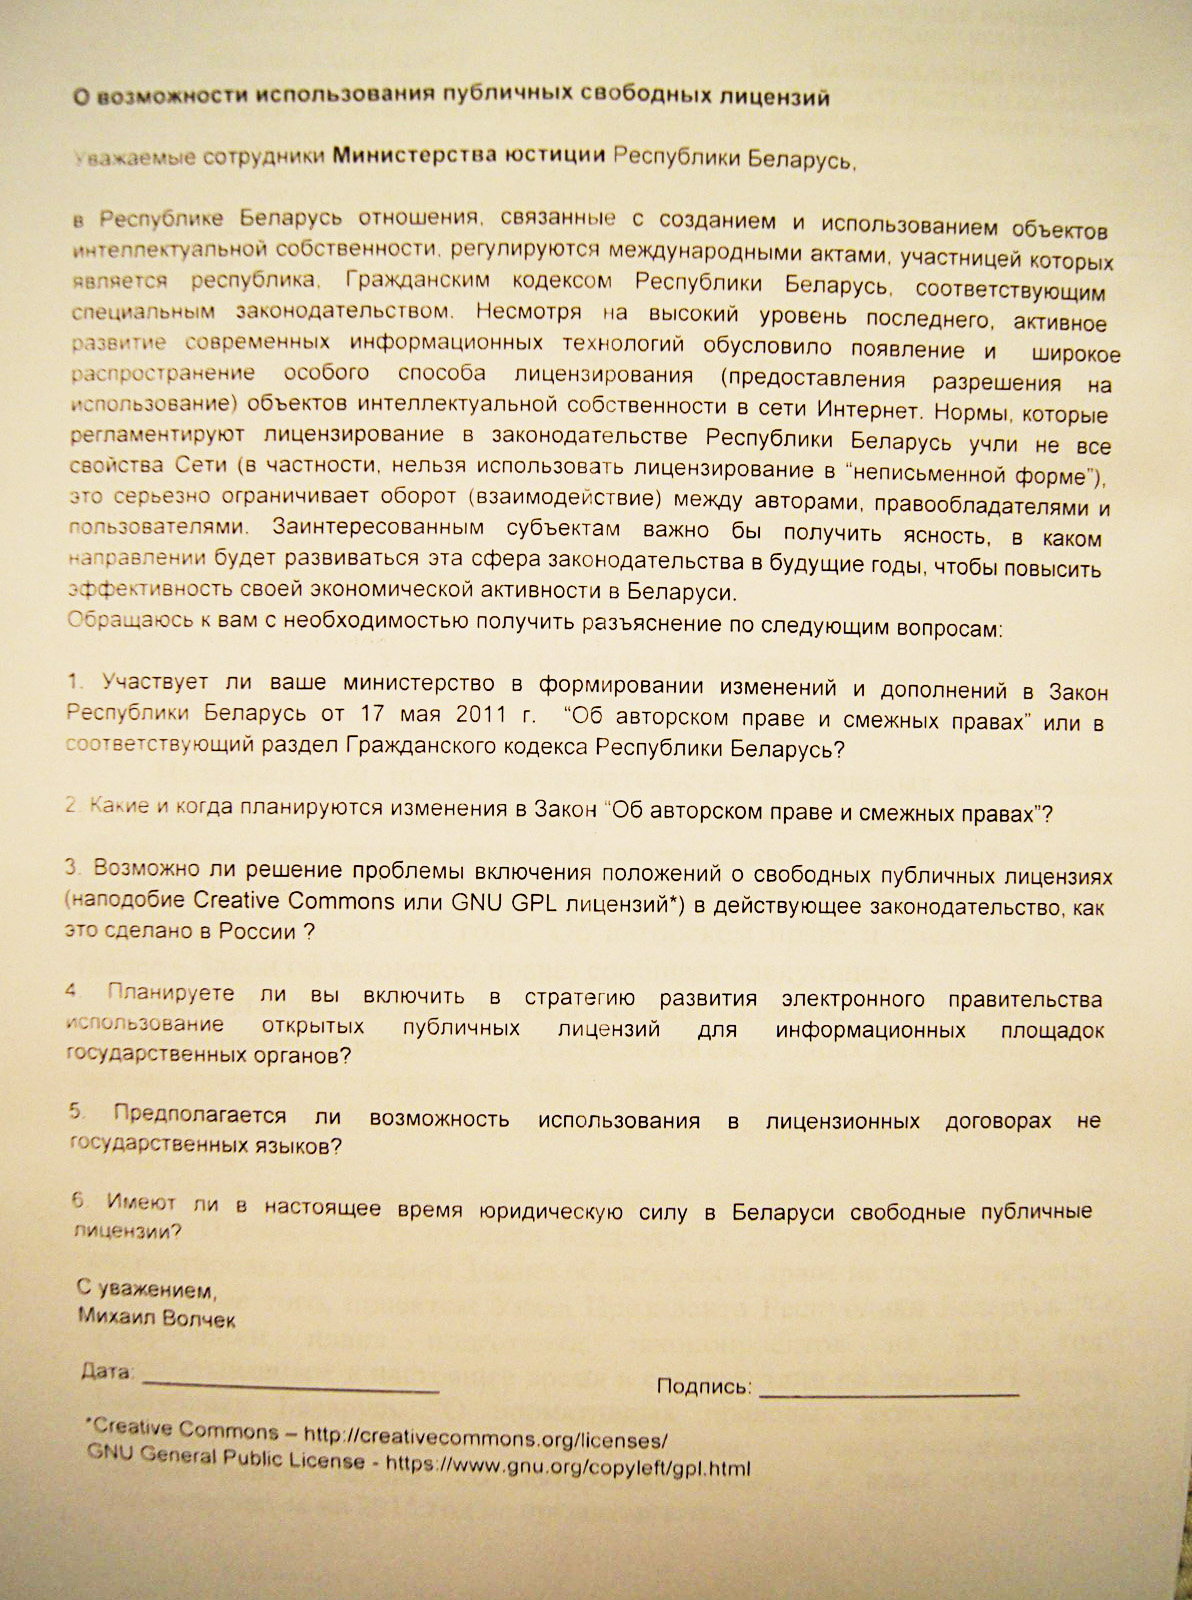 О возможности использования публичных свободных лицензий
Уважаемые сотрудники Министерства юстиции Республики Беларусь,
в Республике Беларусь отношения, связанные с созданием и использованием объектов
интеллектуальной собственности, регулируются международными актами, участницей которых
является республика, Гражданским кодексом Республики Беларусь, соответствующим
специальным законодательством. Несмотря на высокий уровень последнего, активное
развитие современных информационных технологий обусловило появление и широкое
распространение особого способа лицензирования (предоставления разрешения на
использование) объектов интеллектуальной собственности в сети Интернет. Нормы, которые
регламентируют лицензирование в законодательстве Республики Беларусь учли не все
свойства Сети (в частности, нельзя использовать лицензирование в “неписьменной форме”),
это серьезно ограничивает оборот (взаимодействие) между авторами, правообладателями и
пользователями. Заинтересованным субъектам важно бы получить ясность, в каком
направлении будет развиваться эта сфера законодательства в будущие годы, чтобы повысить
эффективность своей экономической активности в Беларуси.
Обращаюсь к вам с необходимостью получить разъяснение по следующим вопросам:
1. Участвует ли ваше министерство в формировании изменений и дополнений в Закон
Республики Беларусь от 17 мая 2011 г. “Об авторском праве и смежных правах” или в
соответствующий раздел Гражданского кодекса Республики Беларусь?
2. Какие и когда планируются изменения в Закон “Об авторском праве и смежных правах”?
3. Возможно ли решение проблемы включения положений о свободных публичных лицензиях
(наподобие Creative Commons или GNU GPL лицензий*) в действующее законодательство, как
это сделано в России ?
4. Планируете ли вы включить в стратегию развития электронного правительства
использование открытых публичных лицензий для информационных площадок
государственных органов?
5. Предполагается ли возможность использования в лицензионных договорах не
государственных языков?
6. Имеют ли в настоящее время юридическую силу в Беларуси свободные публичные
лицензии?
С уважением,
Михаил Волчек
Дата: ____________ Подпись: ____________
*Creative Commons – http://creativecommons.org/licenses/
GNU General Public License - https://www.gnu.org/copyleft/gpl.html